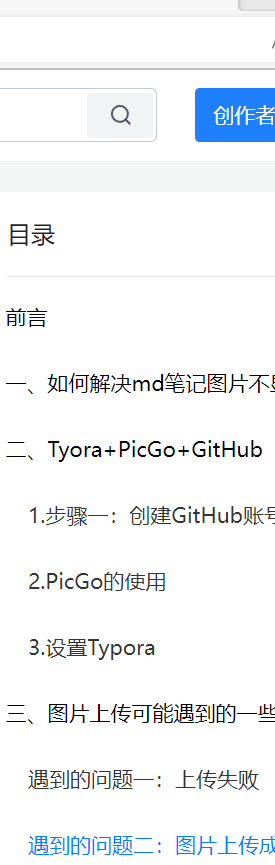 创作者
目录
前言
一、如何解决md笔记图片不
二、Tyora+PicGo+GitHub
1.步骤一：创建GitHub账号
2.PicGo的使用
3.设置Typora
三、图片上传可能遇到的一些
遇到的问题一：上传失败
遇到的问题二：图片上传成